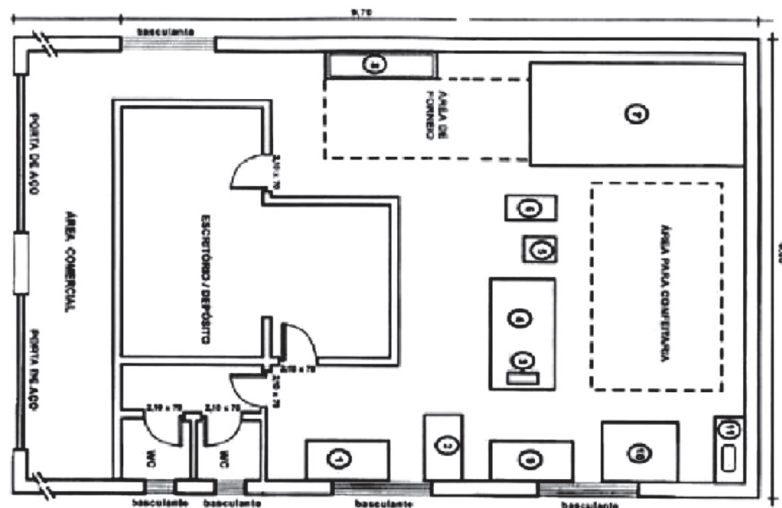 9,70
basculante
8
ÁREA DE
FORNEIO
7
PORTA DE AÇO
ÁREA COMERCIAL
2,10 x 70
ESCRITÓRIO / DEPÓSITO
6
5
ÁREA PARA CONFEITARIA
4
3
2,10 x 70
PORTA DE AÇO
2,10 x 70
2,10 x 70
2,10 x 70
WC
WC
1
2
9
10
11
basculante
basculante
basculante
basculante